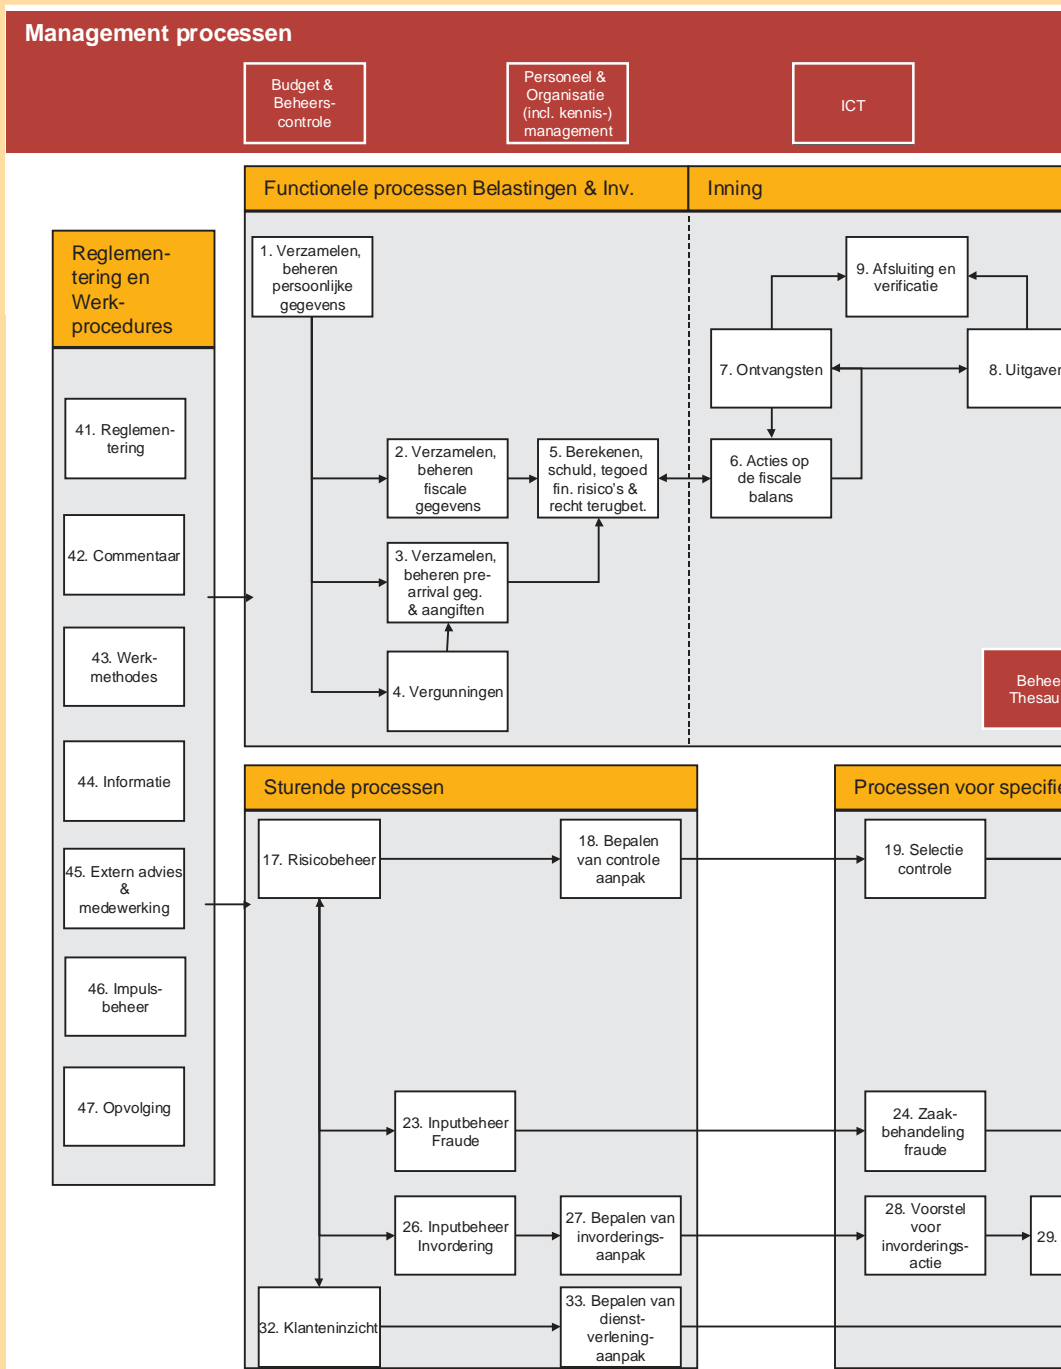 Management processen
Budget &
Beheers-
controle
Personeel &
Organisatie
(incl. kennis-)
management
ICT
Functionele processen Belastingen & Inv.
Inning
Reglemen-
tering en
Werk-
procedures
1. Verzamelen,
beheren
persoonlijke
gegevens
9. Afsluiting en
verificatie
7. Ontvangsten
8. Uitgaven
41. Reglemen-
tering
2. Verzamelen,
beheren
fiscale
gegevens
5. Berekenen,
schuld, tegoed
fin. risico's &
recht terugbet.
6. Acties op
de fiscale
balans
42. Commentaar
3. Verzamelen,
beheren pre-
arrival geg.
& aangiften
43. Werk-
methodes
4. Vergunningen
Behee
Thesau
44. Informatie
Sturende processen
Processen voor specifie
17. Risicobeheer
18. Bepalen
van controle
aanpak
19. Selectie
controle
45. Extern advies
&
medewerking
46. Impuls-
beheer
47. Opvolging
23. Inputbeheer
Fraude
24. Zaak-
behandeling
fraude
26. Inputbeheer
Invordering
27. Bepalen van
invorderings-
aanpak
28. Voorstel
voor
invorderings-
actie
29.
32. Klanteninzicht
33. Bepalen van
dienst-
verlening-
aanpak